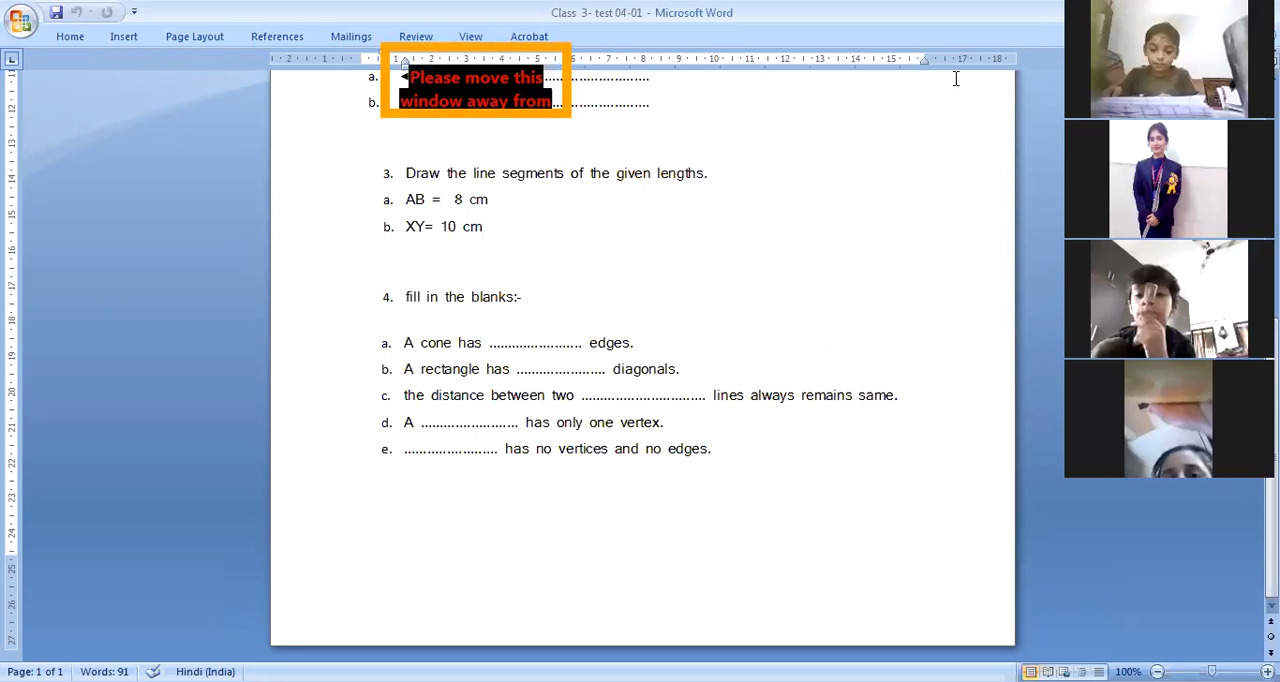 Class 3- test 04-01 - Microsoft Word
Home Insert Page Layout References Mailings Review View Acrobat
a. Please move this ......................
b. window away from ......................
3. Draw the line segments of the given lengths.
a. AB = 8 cm
b. XY= 10 cm
4. fill in the blanks:-
a. A cone has ........................ edges.
b. A rectangle has ....................... diagonals.
c. the distance between two ................................ lines always remains same.
d. A ......................... has only one vertex.
e. ........................ has no vertices and no edges.
Page: 1 of 1 Words: 91 Hindi (India) 100%